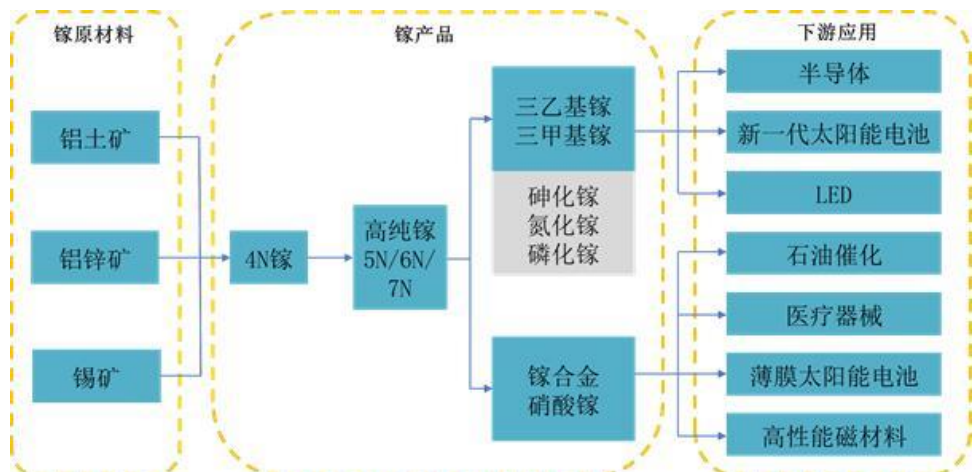 镓原材料
铝土矿
铝锌矿
锡矿
镓产品
4N镓
高纯镓
5N/6N/
7N
三乙基镓
三甲基镓
砷化镓
氮化镓
磷化镓
镓合金
硝酸镓
下游应用
半导体
新一代太阳能电池
LED
石油催化
医疗器械
薄膜太阳能电池
高性能磁材料